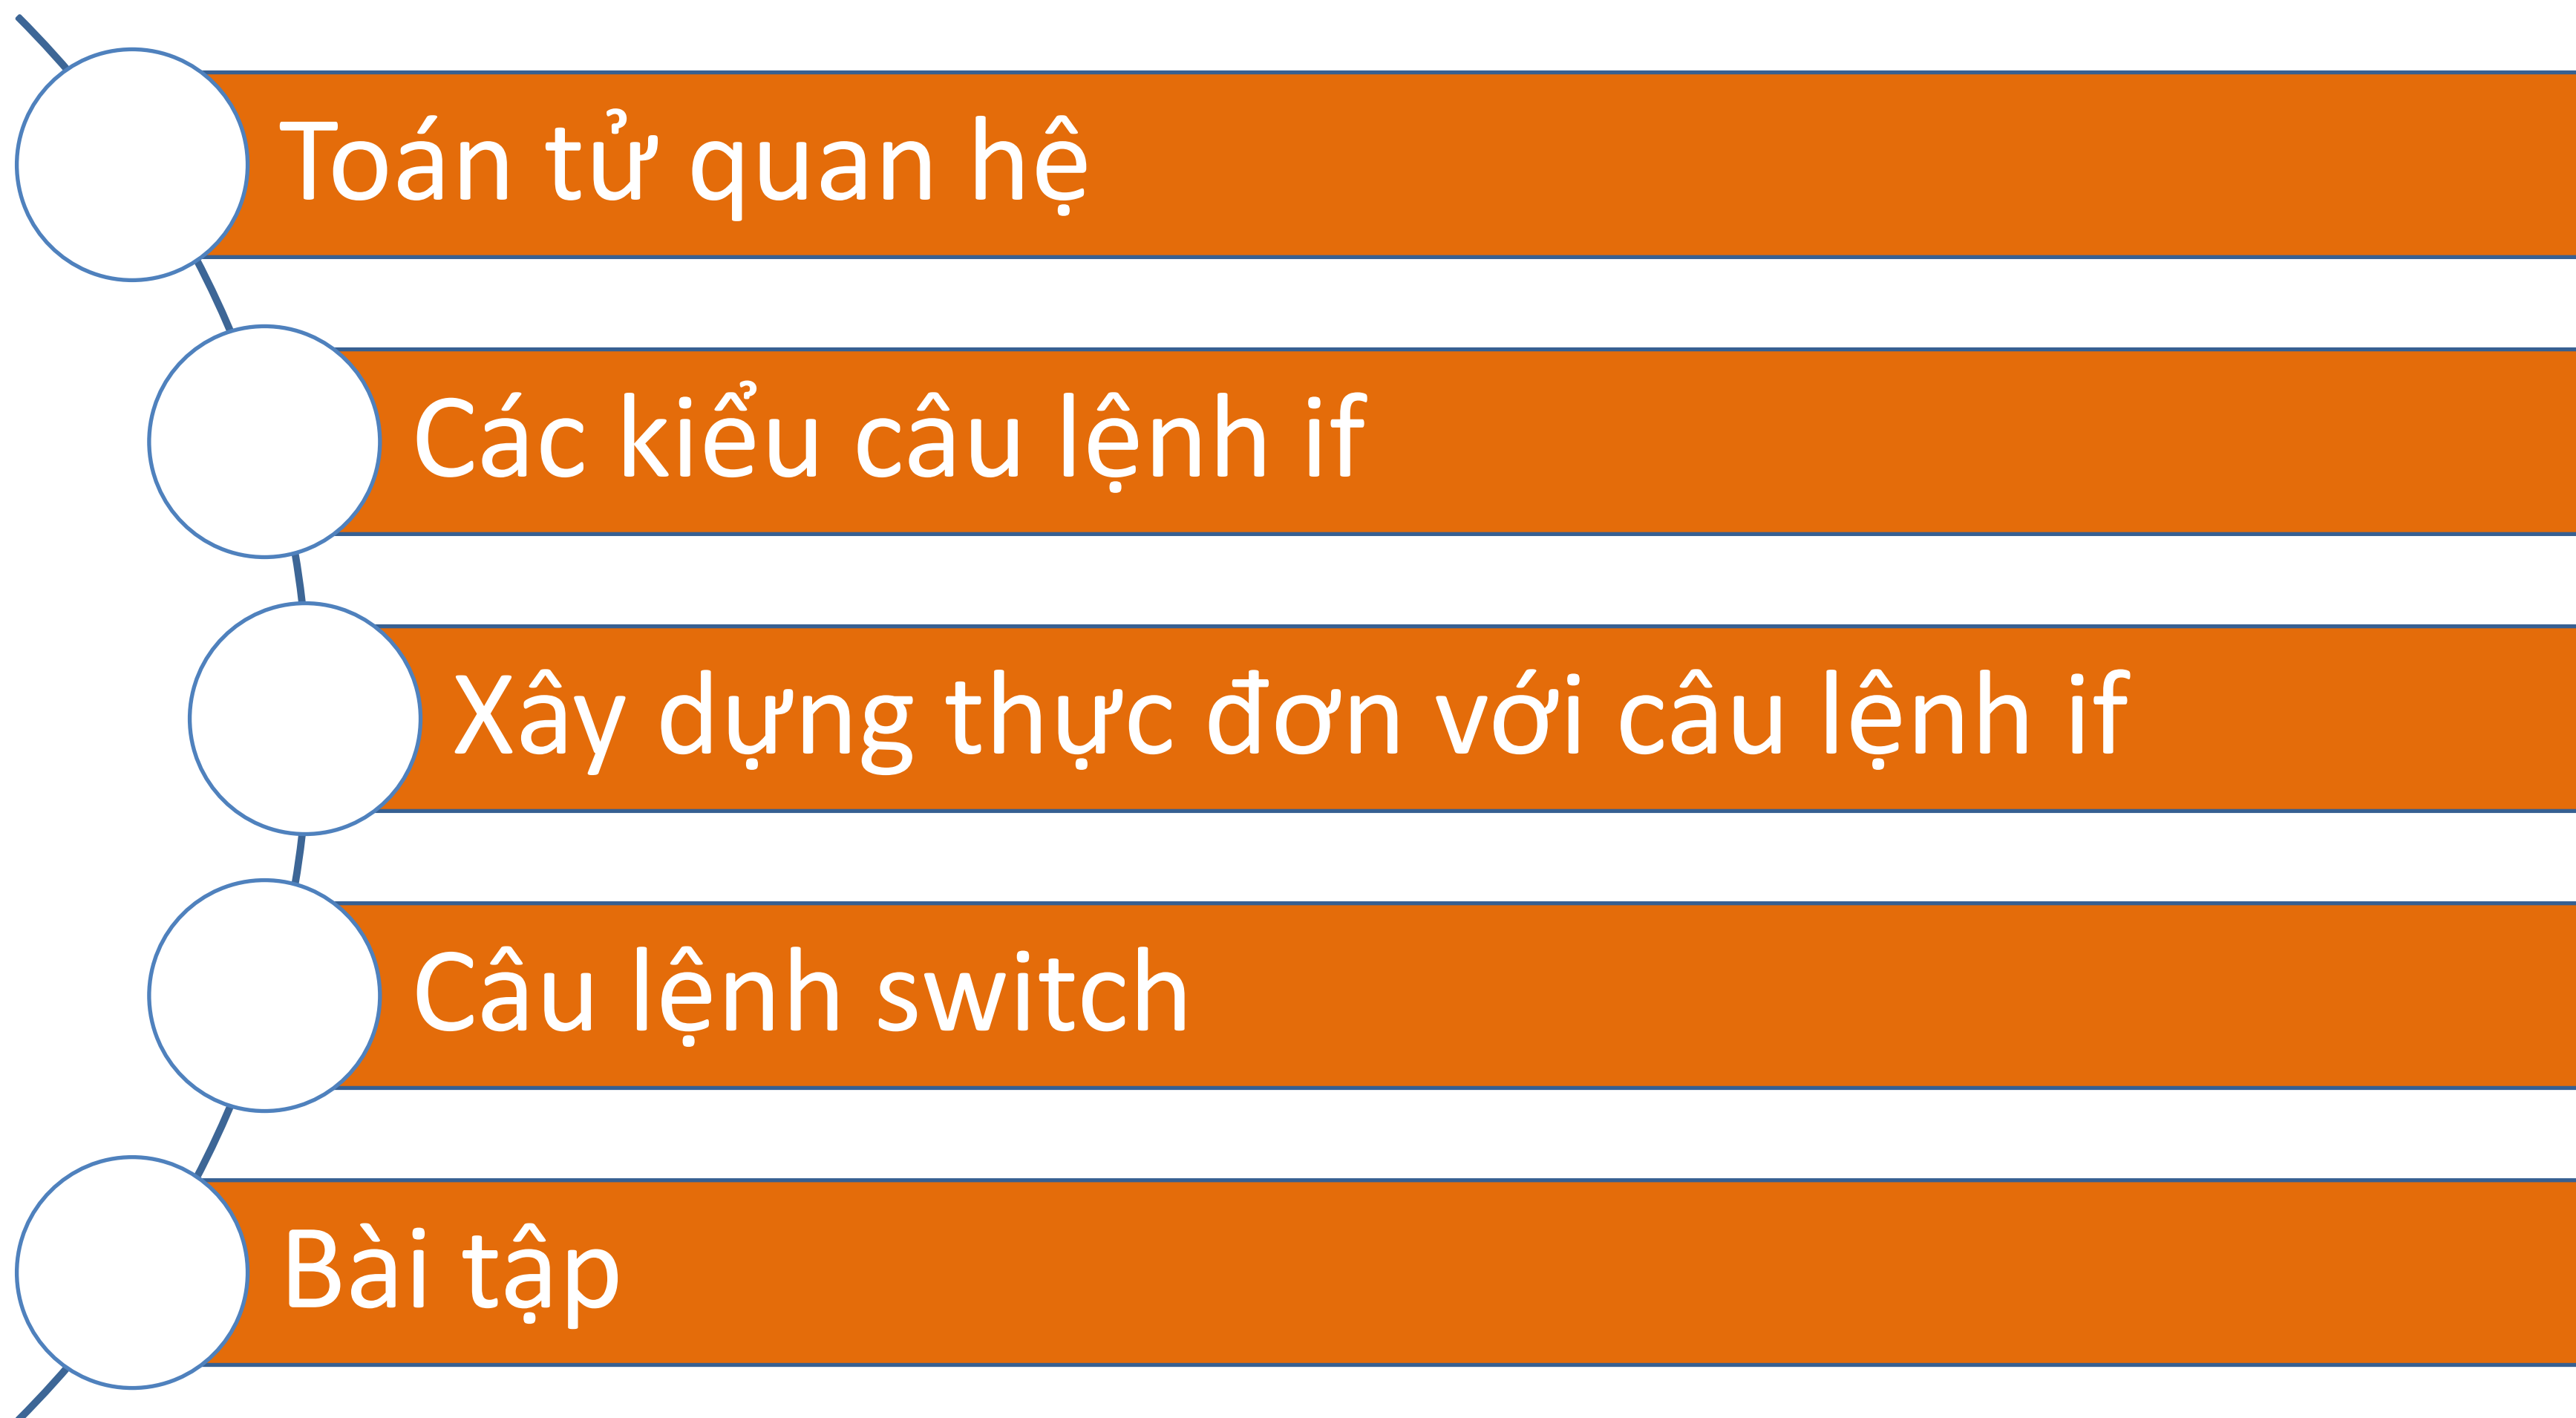 Toán tử quan hệ
Các kiểu câu lệnh if
Xây dựng thực đơn với câu lệnh if
Câu lệnh switch
Bài tập